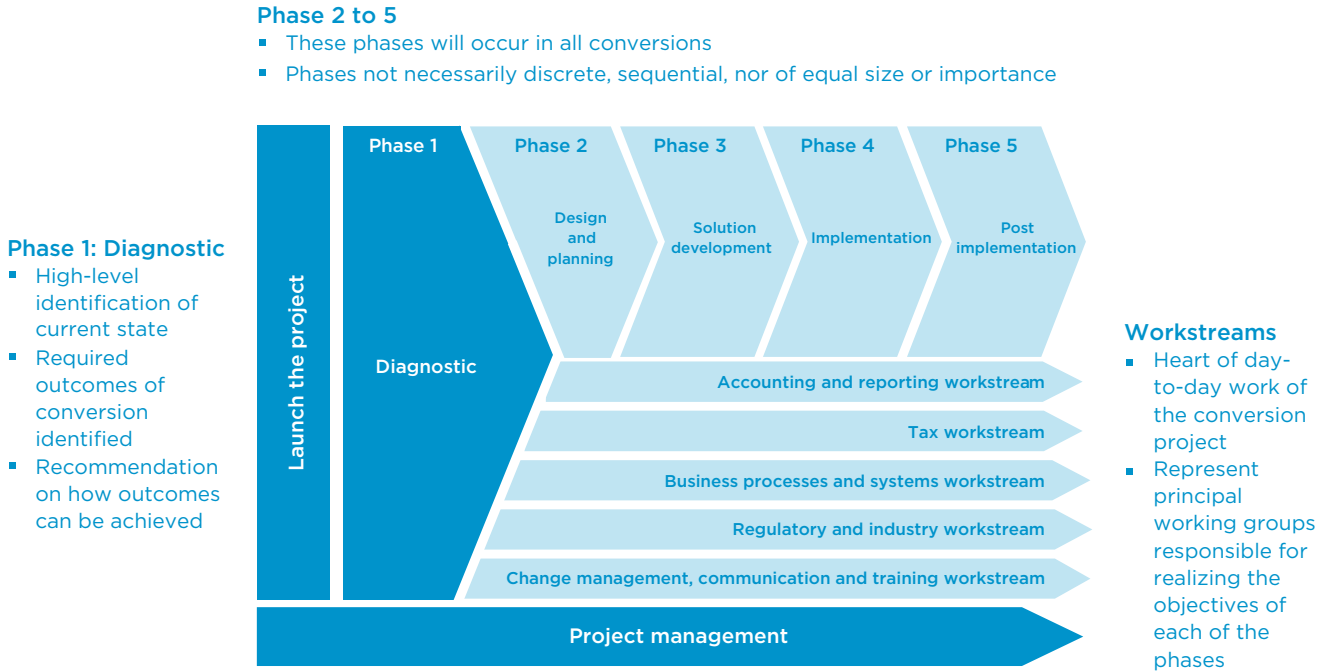 Phase 2 to 5
These phases will occur in all conversions
Phases not necessarily discrete, sequential, nor of equal size or importance
Phase 1: Diagnostic
High-level
identification of
current state
Required
outcomes of
conversion
identified
Recommendation
on how outcomes
can be achieved
Launch the project
Phase 1
Diagnostic
Phase 2
Design
and
planning
Phase 3
Solution
development
Phase 4
Implementation
Phase 5
Post
implementation
Accounting and reporting workstream
Tax workstream
Business processes and systems workstream
Regulatory and industry workstream
Change management, communication and training workstream
Project management
Workstreams
Heart of day-
to-day work of
the conversion
project
Represent
principal
working groups
responsible for
realizing the
objectives of
each of the
phases